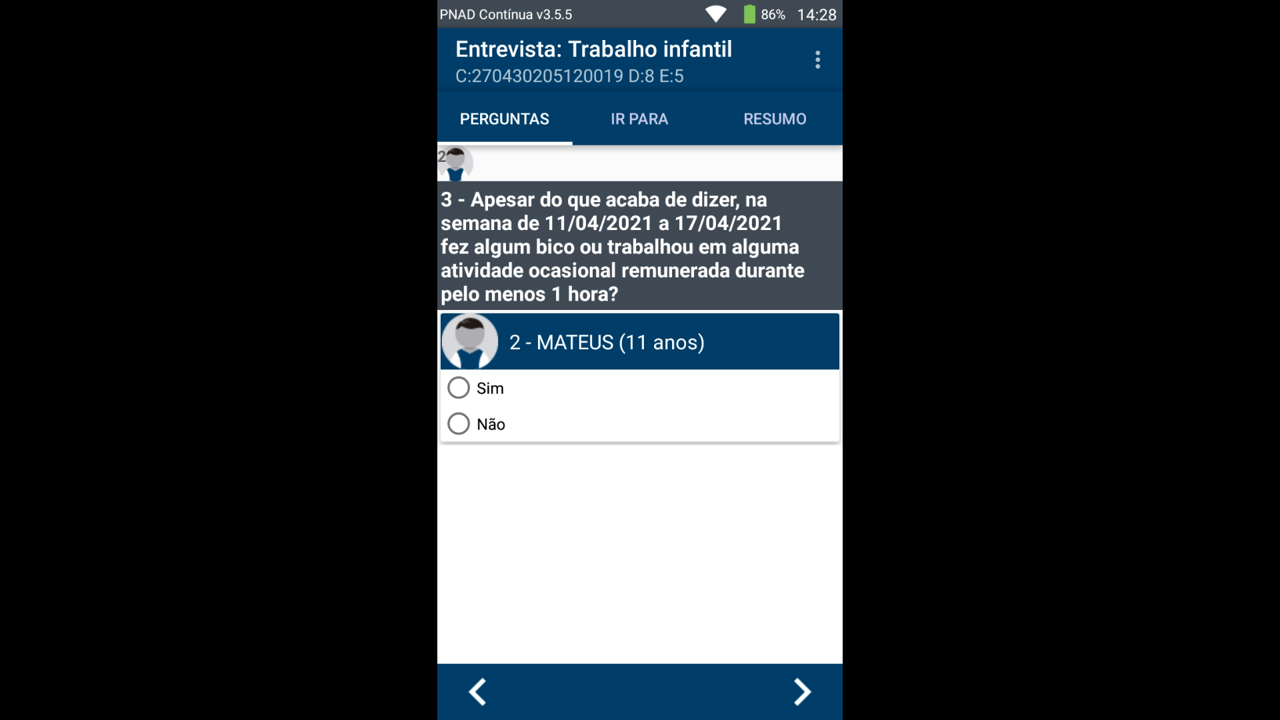 PNAD Contínua v3.5.5 86% 14:28
Entrevista: Trabalho infantil
C:270430205120019 D:8 E:5
PERGUNTAS IR PARA RESUMO
2
3 - Apesar do que acaba de dizer, na
semana de 11/04/2021 a 17/04/2021
fez algum bico ou trabalhou em alguma
atividade ocasional remunerada durante
pelo menos 1 hora?
2 - MATEUS (11 anos)
Sim
Não